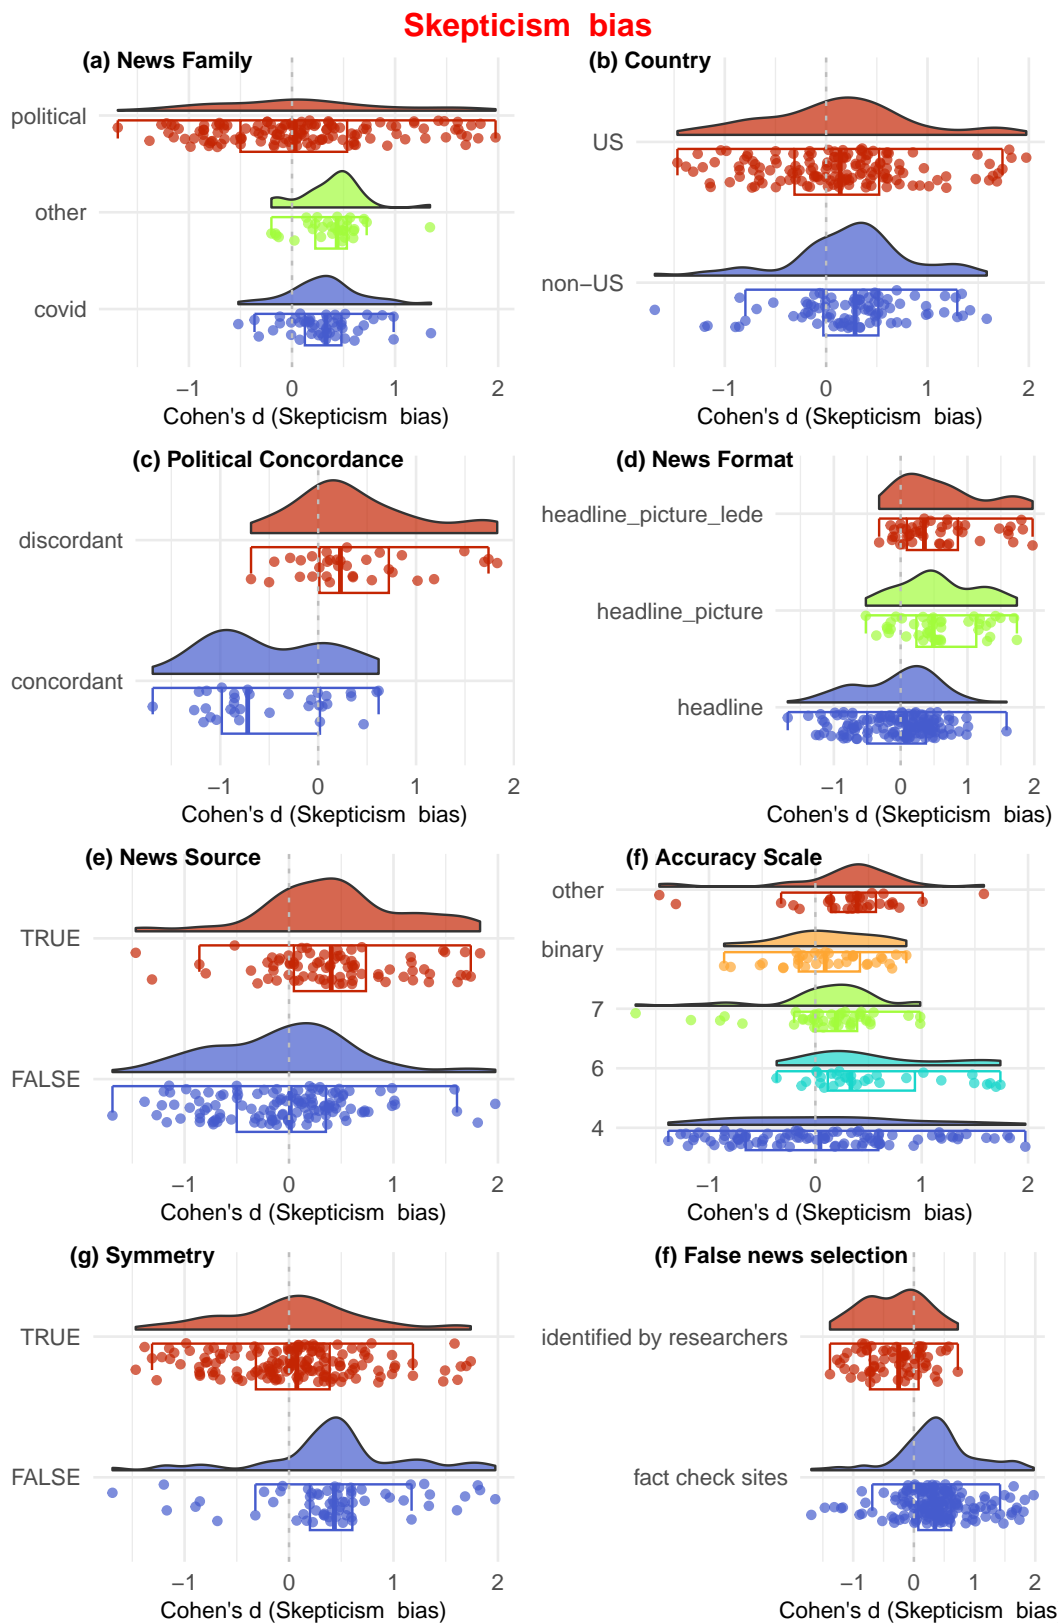 Skepticism bias
(a) News Family
political
other
covid
−1 0 1 2
Cohen's d (Skepticism bias)
(b) Country
US
non−US
−1 0 1 2
Cohen's d (Skepticism bias)
(c) Political Concordance
discordant
concordant
−1 0 1 2
Cohen's d (Skepticism bias)
(d) News Format
headline_picture_lede
headline_picture
headline
−1 0 1 2
Cohen's d (Skepticism bias)
(e) News Source
TRUE
FALSE
−1 0 1 2
Cohen's d (Skepticism bias)
(f) Accuracy Scale
other
binary
7
6
4
−1 0 1 2
Cohen's d (Skepticism bias)
(g) Symmetry
TRUE
FALSE
−1 0 1 2
Cohen's d (Skepticism bias)
(f) False news selection
identified by researchers
fact check sites
−1 0 1 2
Cohen's d (Skepticism bias)